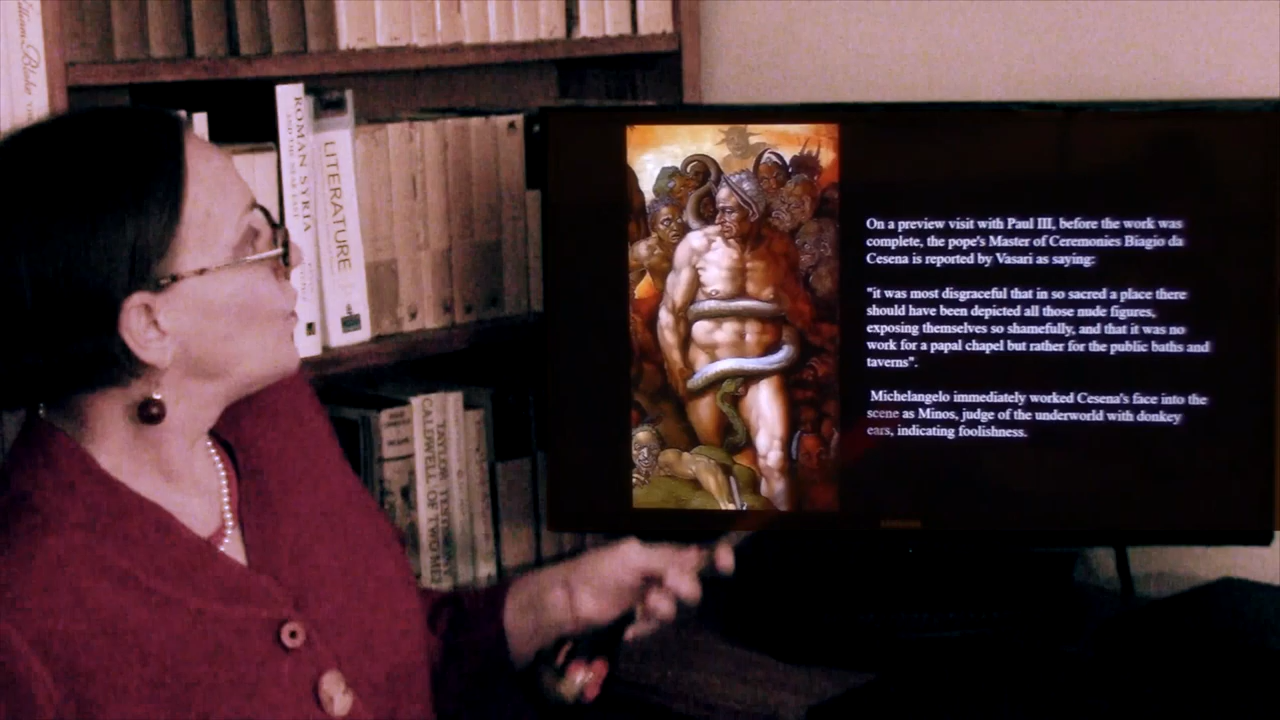 ROMAN SYRIA
LITERATURE
TAYLOR
CALDWELL
On a preview visit with Paul III, before the work was
complete, the pope's Master of Ceremonies Biagio da
Cesena is reported by Vasari as saying:
"it was most disgraceful that in so sacred a place there
should have been depicted all those nude figures,
exposing themselves so shamefully, and that it was no
work for a papal chapel but rather for the public baths and
taverns".
Michelangelo immediately worked Cesena's face into the
scene as Minos, judge of the underworld with donkey
ears, indicating foolishness.
SAMSUNG